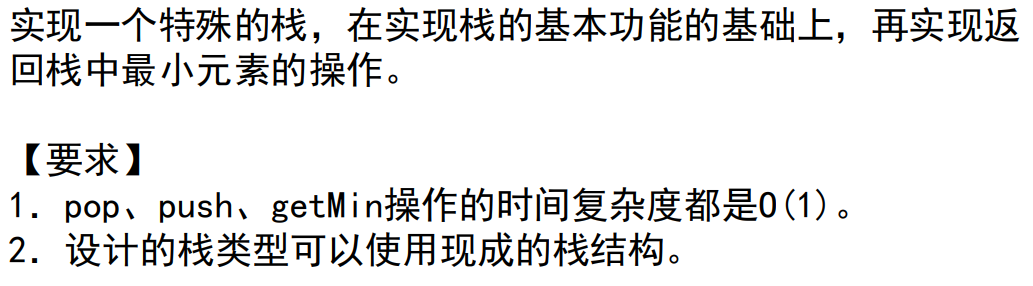 实现一个特殊的栈，在实现栈的基本功能的基础上，再实现返
回栈中最小元素的操作。
【要求】
1. pop、push、getMin操作的时间复杂度都是O(1)。
2. 设计的栈类型可以使用现成的栈结构。